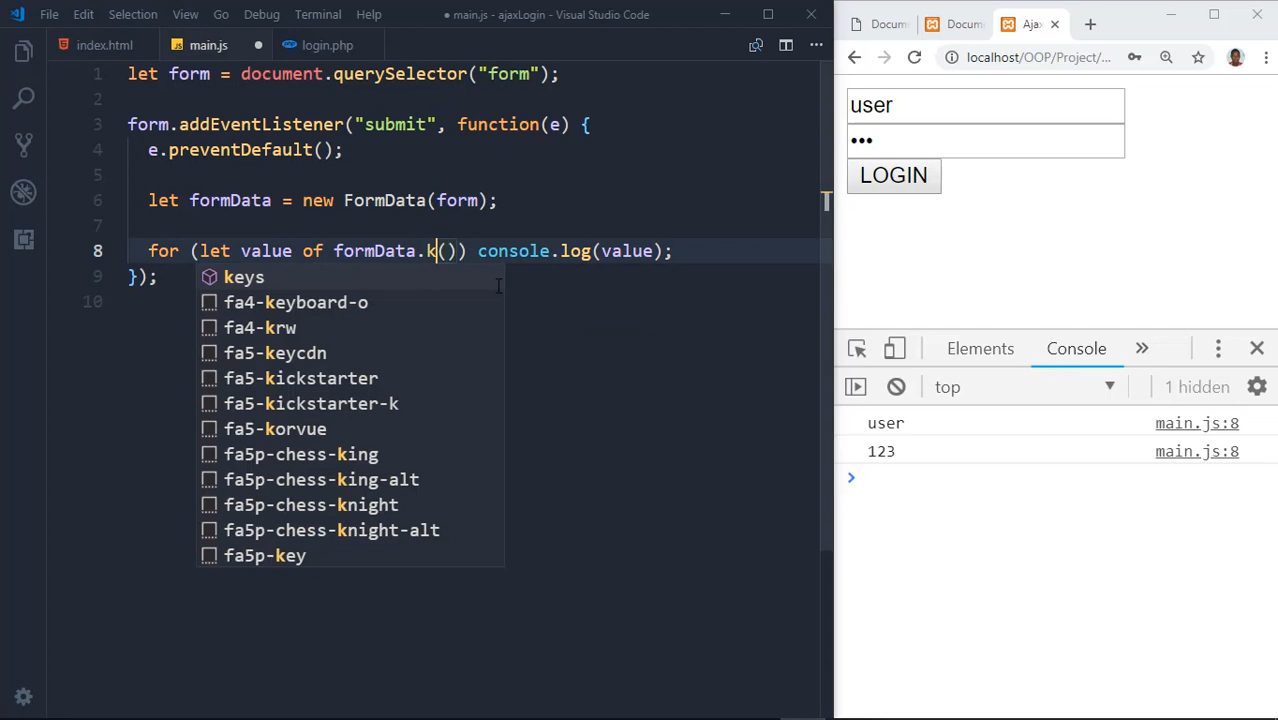 File Edit Selection View Go Debug Terminal Help
● main.js - ajaxLogin - Visual Studio Code
index.html
main.js
login.php
1 let form = document.querySelector("form");
2
3 form.addEventListener("submit", function(e) {
4 e.preventDefault();
5
6 let formData = new FormData(form);
7
8 for (let value of formData.k()) console.log(value);
9 });
10
keys
fa4-keyboard-o
fa4-krw
fa5-keycdn
fa5-kickstarter
fa5-kickstarter-k
fa5-korvue
fa5p-chess-king
fa5p-chess-king-alt
fa5p-chess-knight
fa5p-chess-knight-alt
fa5p-key
Docum
Docum
Ajax
localhost/OOP/Project/...
user
•••
LOGIN
Elements Console
top
1 hidden
user main.js:8
123 main.js:8